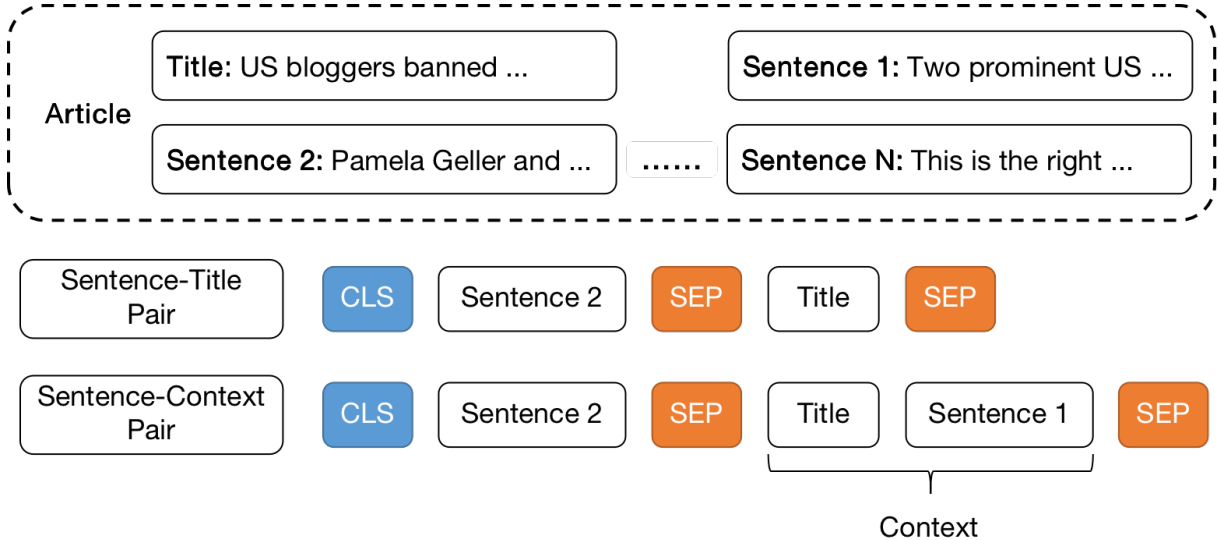 Title: US bloggers banned ...
Sentence 1: Two prominent US ...
Article
Sentence 2: Pamela Geller and ...
......
Sentence N: This is the right ...
Sentence-Title
Pair
CLS
Sentence 2
SEP
Title
SEP
Sentence-Context
Pair
CLS
Sentence 2
SEP
Title
Sentence 1
SEP
Context